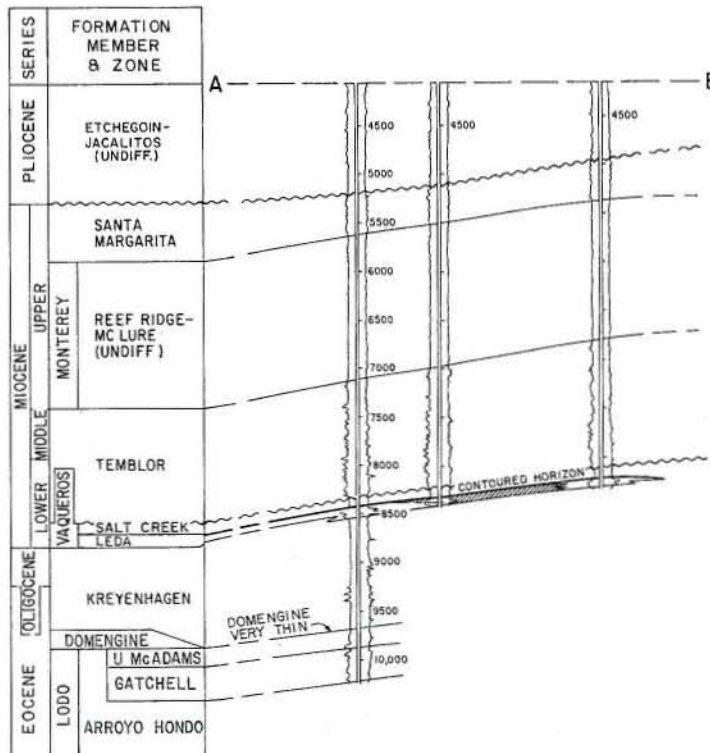 SERIES
FORMATION
MEMBER
& ZONE
A
B
PLIOCENE
ETCHEGOIN-
JACALITOS
(UNDIFF.)
4500
4500
4500
5000
MIOCENE
UPPER
SANTA
MARGARITA
5500
6000
MONTEREY
REEF RIDGE-
MC LURE
(UNDIFF)
6500
7000
MIDDLE
7500
TEMBLOR
8000
CONTOURED HORIZON
LOWER
VAQUEROS
SALT CREEK
8500
LEDA
9000
OLIGOCENE
KREYENHAGEN
9500
DOMENGINE
VERY THIN
DOMENGINE
EOCENE
LODO
U McADAMS
10,000
GATCHELL
ARROYO HONDO